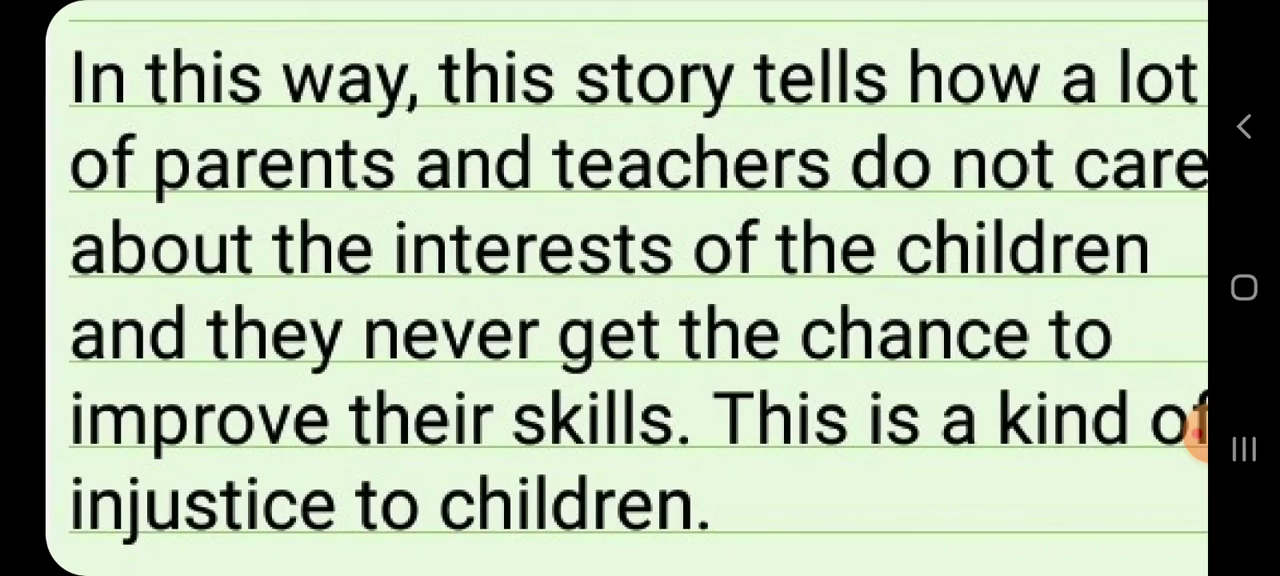 In this way, this story tells how a lot
of parents and teachers do not care
about the interests of the children
and they never get the chance to
improve their skills. This is a kind of
injustice to children.